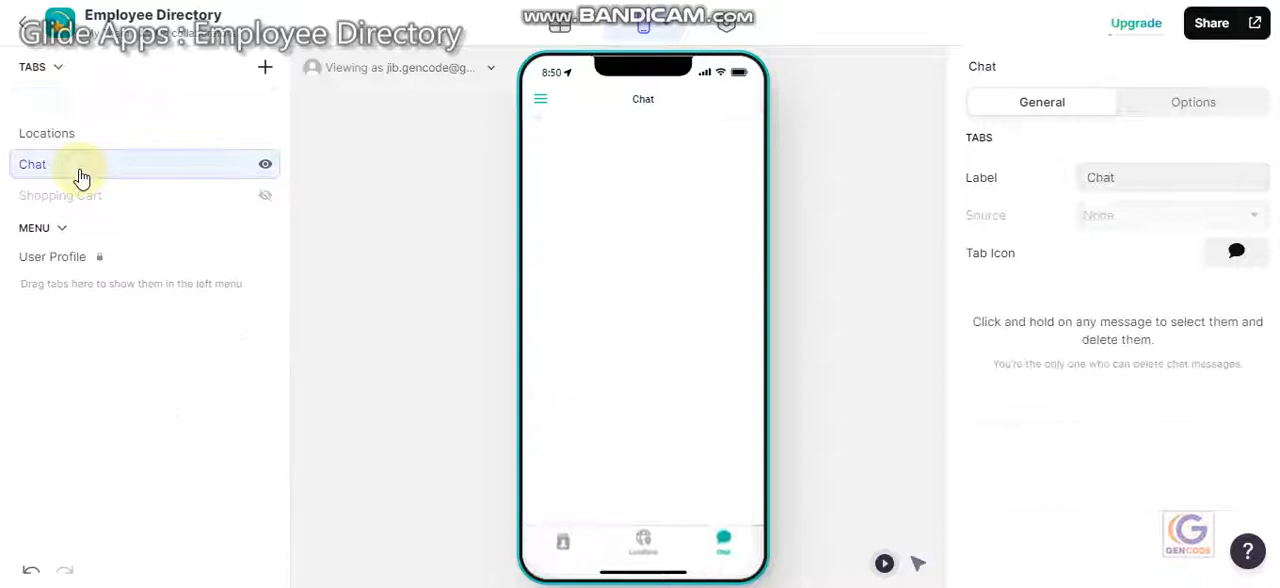 Employee Directory
Glide Apps : Employee Directory
www.BANDICAM.com
Upgrade
Share
TABS
+
Viewing as jib.gencode@g...
8:50
Chat
Chat
General
Options
TABS
Locations
Chat
Shopping Cart
Label
Chat
Source
None
Tab Icon
MENU
User Profile
Drag tabs here to show them in the left menu
Click and hold on any message to select them and
delete them.
You're the only one who can delete chat messages.
Locations
Chat
GENCODE
?